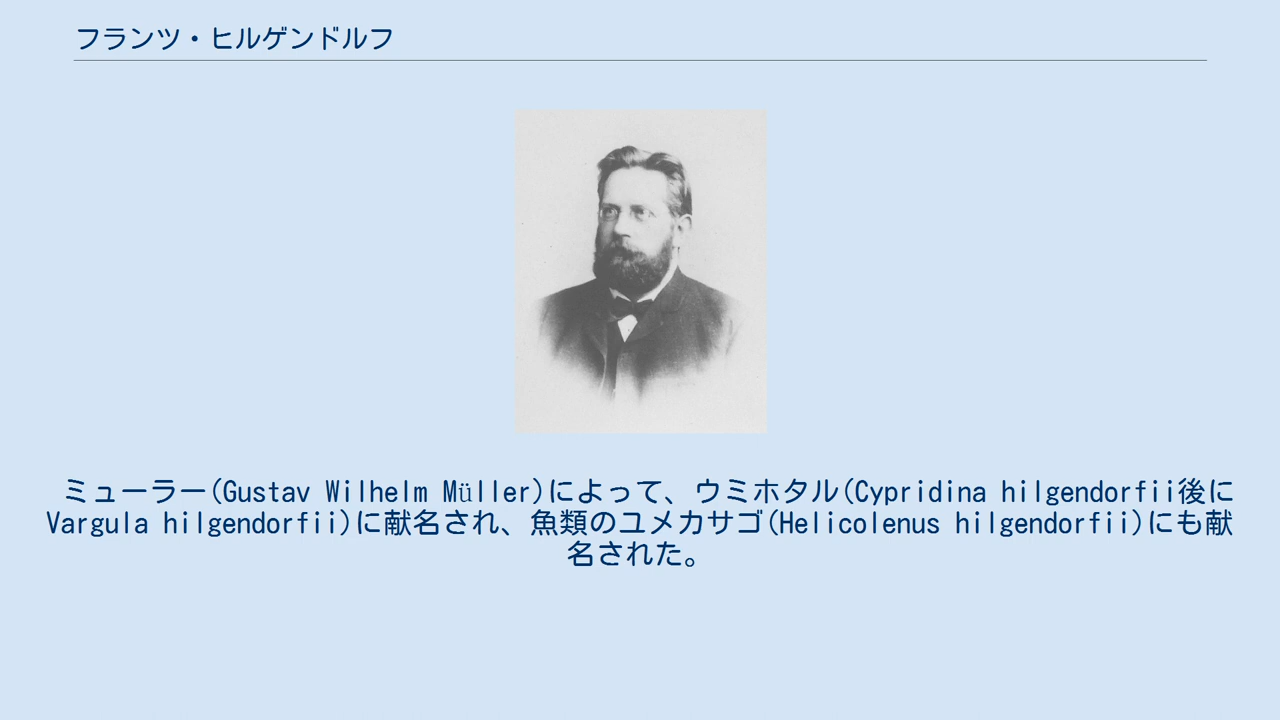 フランツ・ヒルゲンドルフ
ミューラー(Gustav Wilhelm Müller)によって、ウミホタル(Cypridina hilgendorfii後に
Vargula hilgendorfii)に献名され、魚類のユメカサゴ(Helicolenus hilgendorfii)にも献
名された。